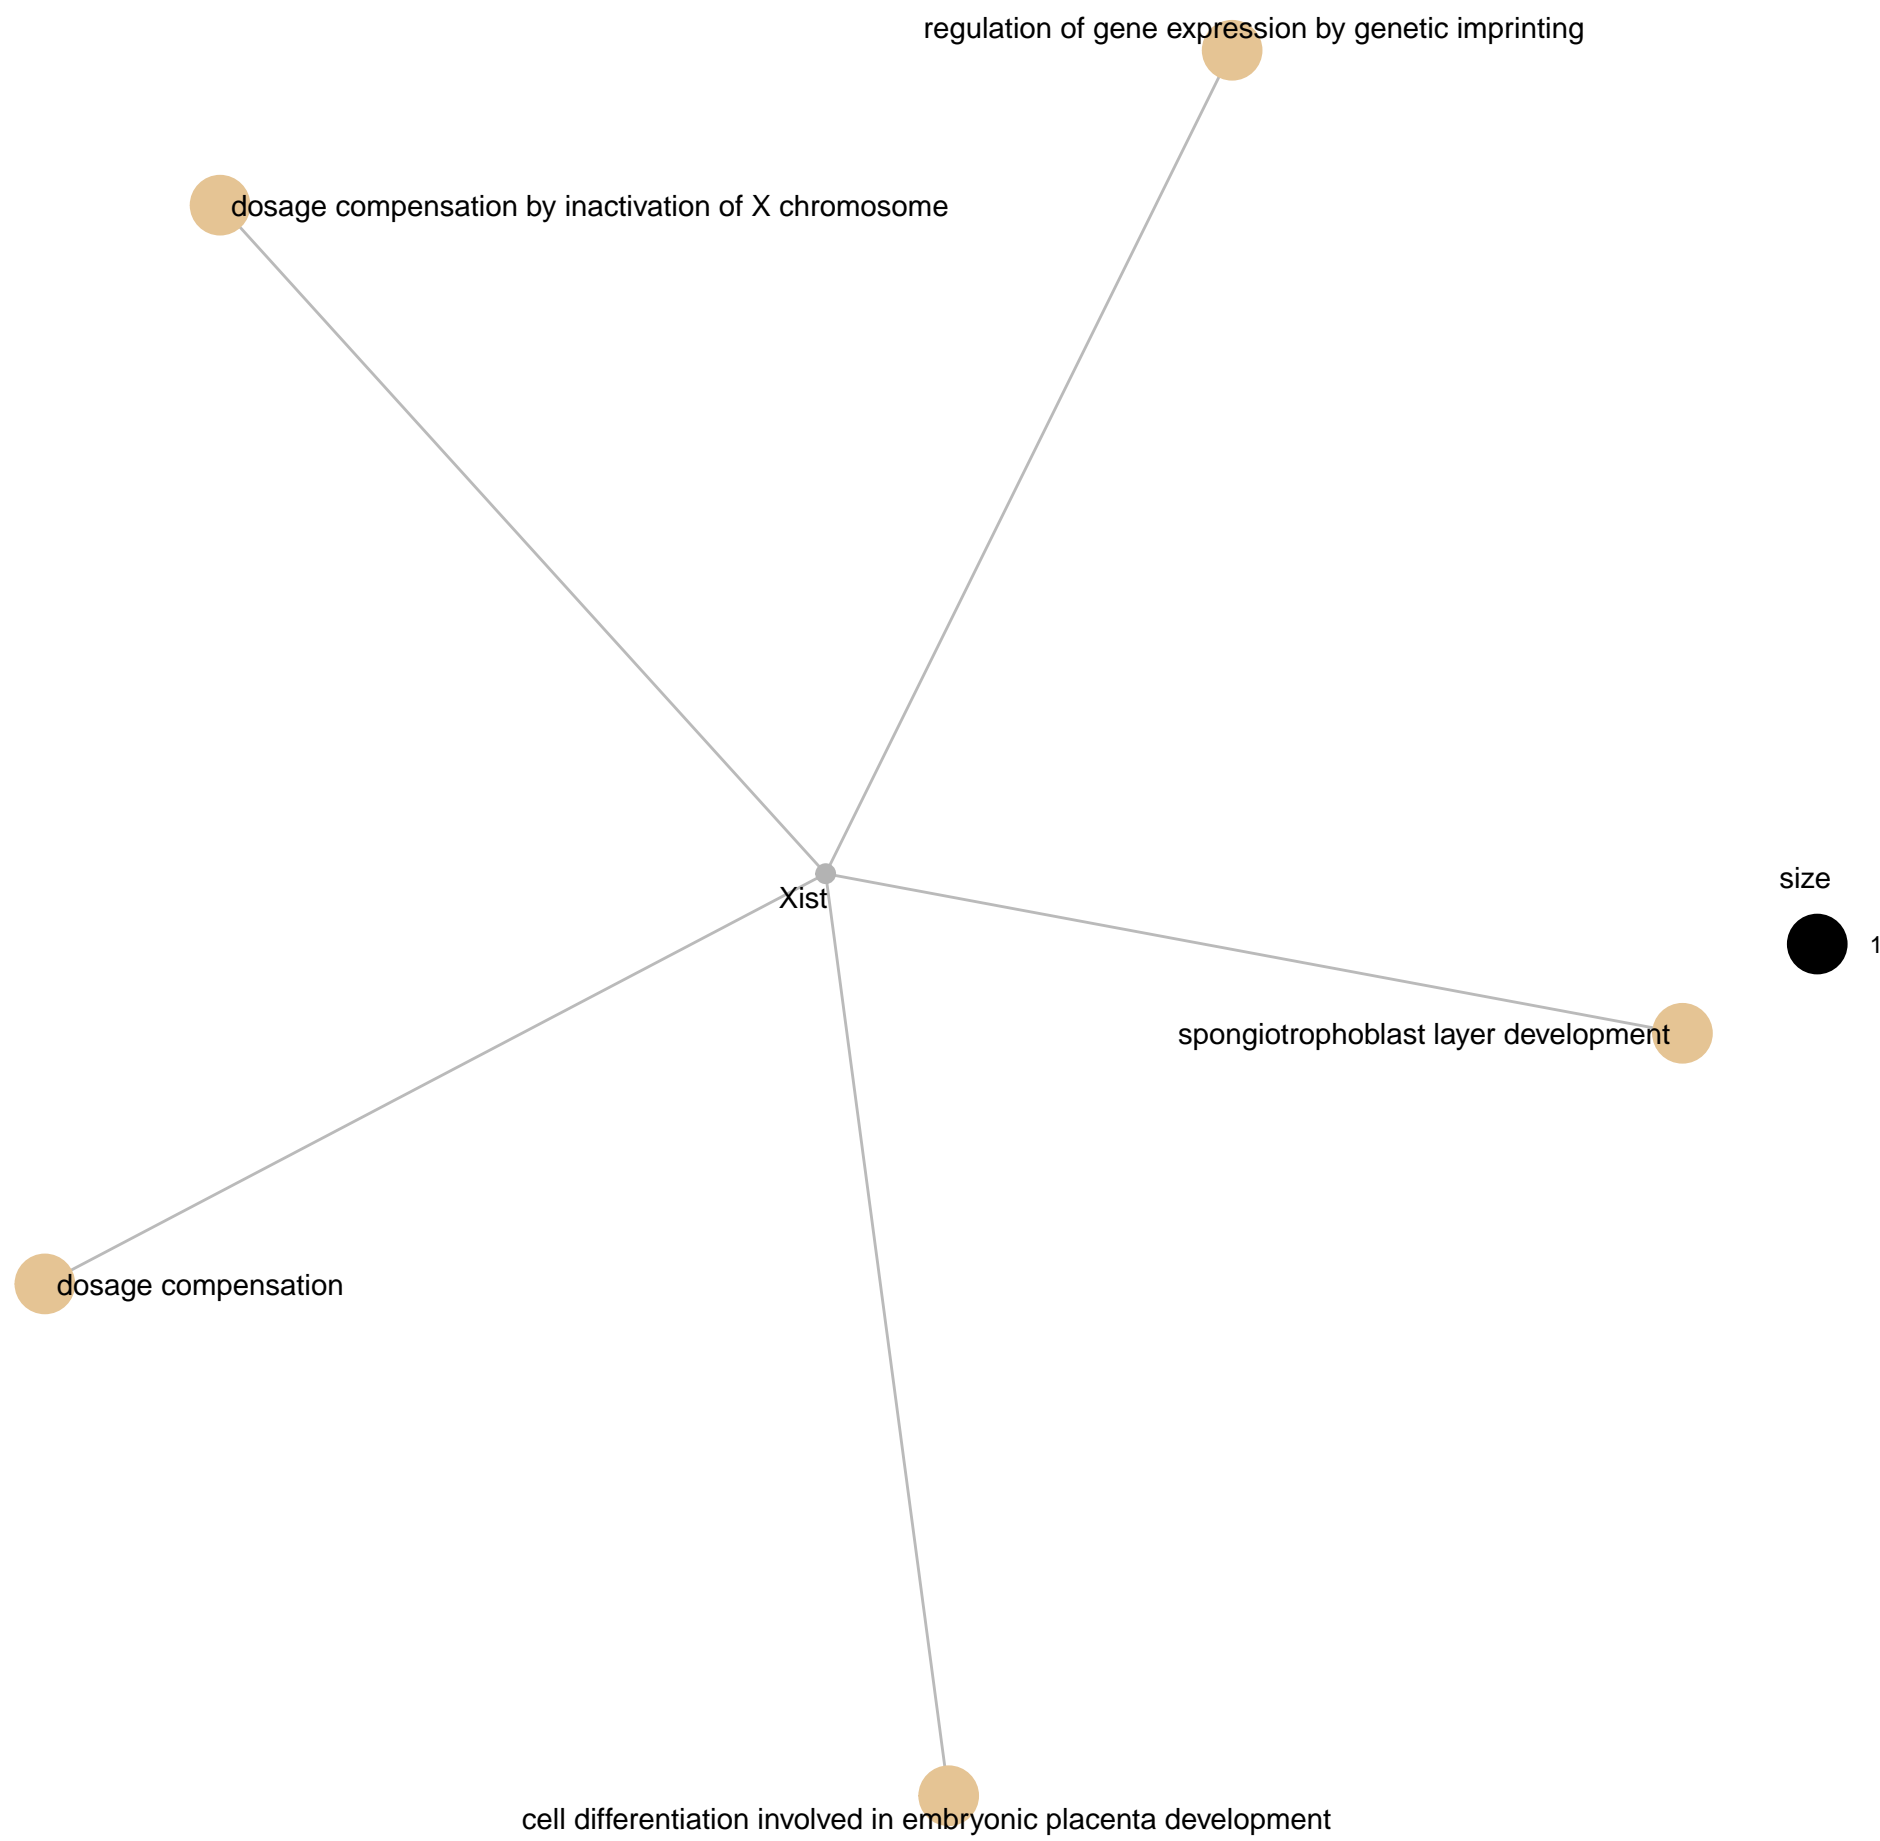 regulation of gene expression by genetic imprinting
dosage compensation by inactivation of X chromosome
size
Xist
1
spongiotrophoblast layer development
dosage compensation
cell differentiation involved in embryonic placenta development